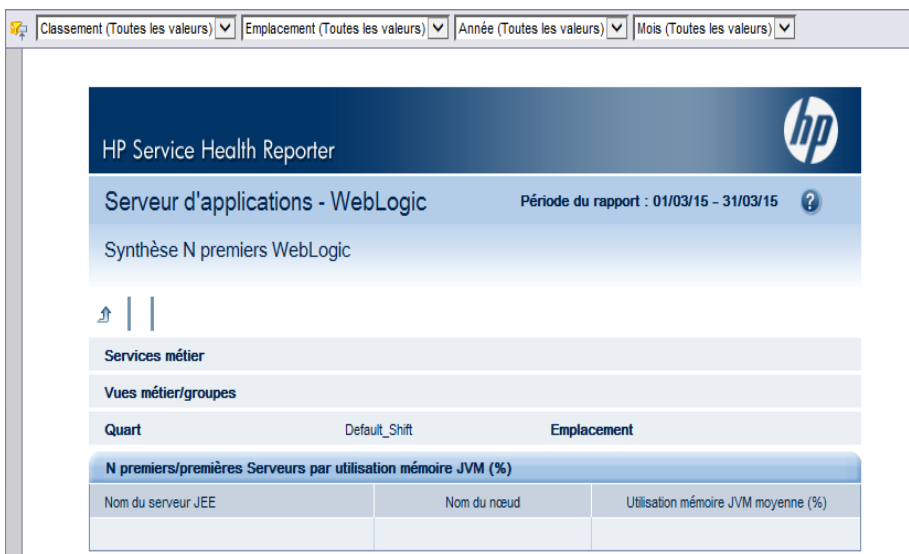 Classement (Toutes les valeurs) Emplacement (Toutes les valeurs) Année (Toutes les valeurs) Mois (Toutes les valeurs)
HP Service Health Reporter
hp
Serveur d'applications - WebLogic Période du rapport : 01/03/15 - 31/03/15 ?
Synthèse N premiers WebLogic
Services métier
Vues métier/groupes
Quart Default_Shift Emplacement
N premiers/premières Serveurs par utilisation mémoire JVM (%)
Nom du serveur JEE Nom du nœud Utilisation mémoire JVM moyenne (%)